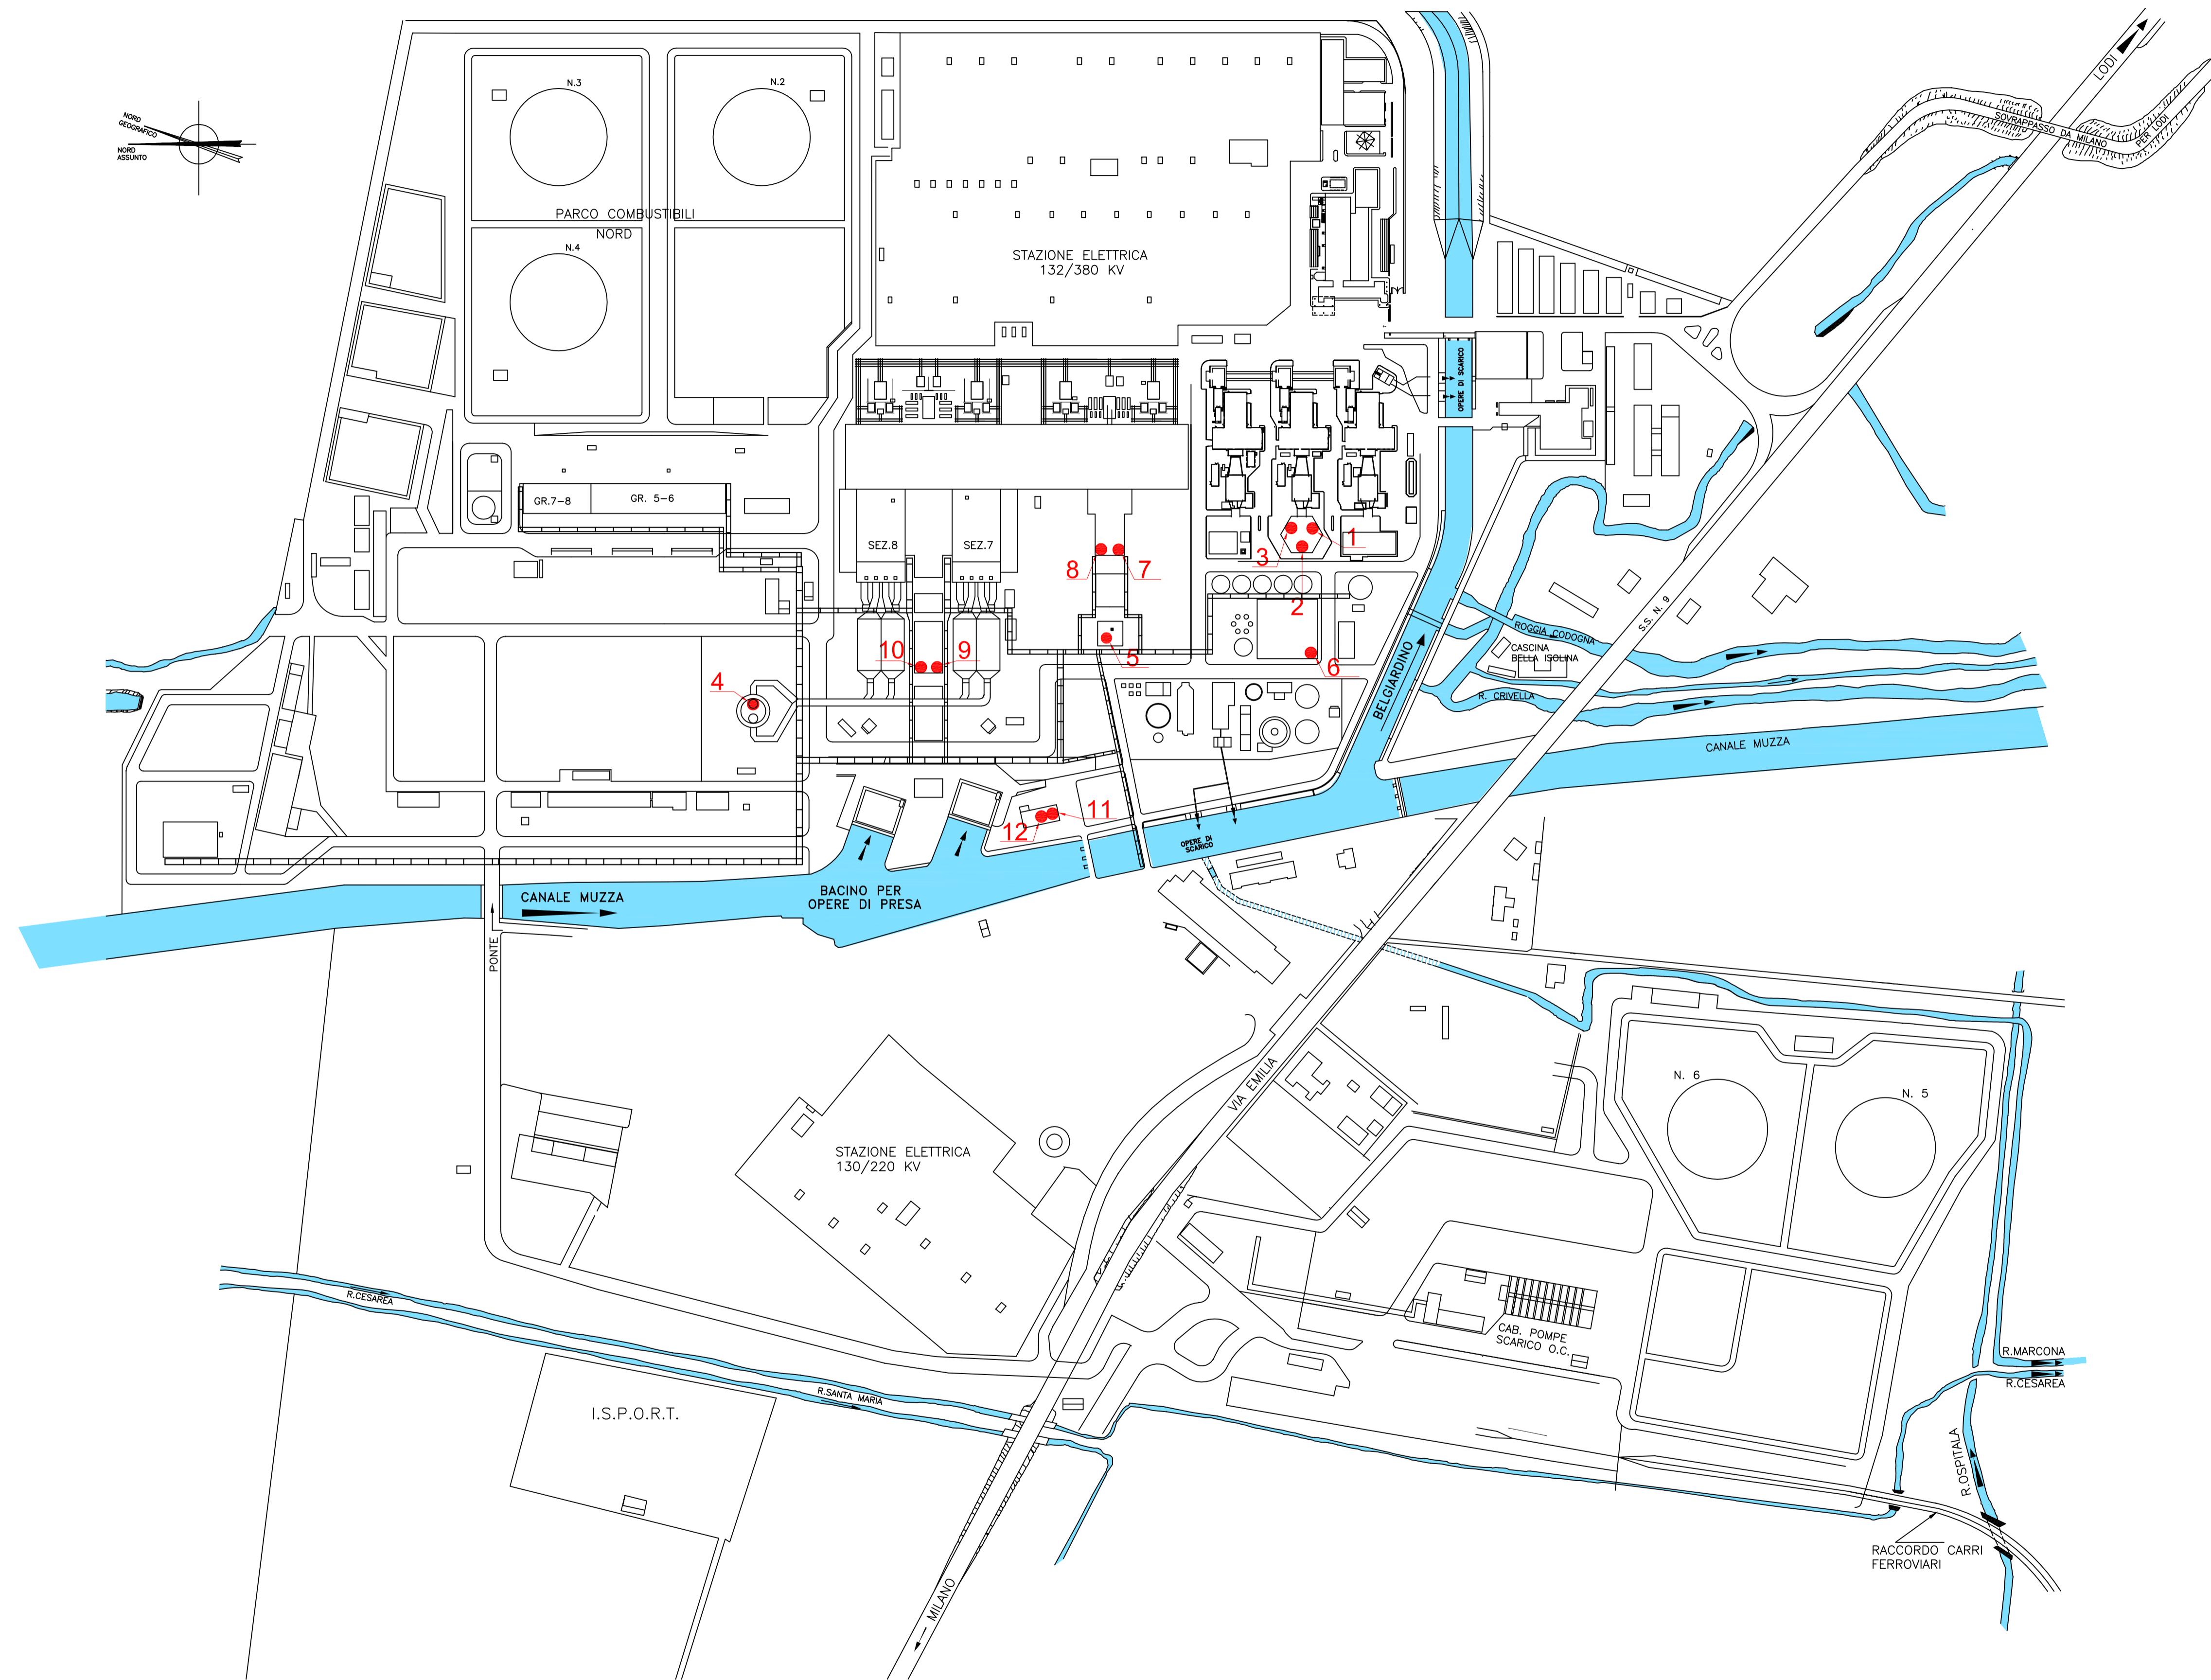 LODI
SOVRAPPASSO DA MILANO
PER LODI
NORD
GEOGRAFICO
NORD
ASSUNTO
N.3
N.2
PARCO COMBUSTIBILI
NORD
N.4
STAZIONE ELETTRICA
132/380 KV
OPERE DI SCARICO
GR.7-8
GR. 5-6
SEZ.8
SEZ.7
8
7
3
1
2
10
9
5
6
4
11
12
S.S. N. 9
ROGGIA CODOGNA
CASCINA
BELLA ISOLINA
R. CRIVELLA
BELGIARDINO
CANALE MUZZA
OPERE DI
SCARICO
CANALE MUZZA
BACINO PER
OPERE DI PRESA
PONTE
VIA EMILIA
N. 6
N. 5
STAZIONE ELETTRICA
130/220 KV
R.CESAREA
R.SANTA MARIA
I.S.P.O.R.T.
CAB. POMPE
SCARICO O.C.
R.MARCONA
R.CESAREA
R.OSPITALA
RACCORDO CARRI
FERROVIARI
MILANO